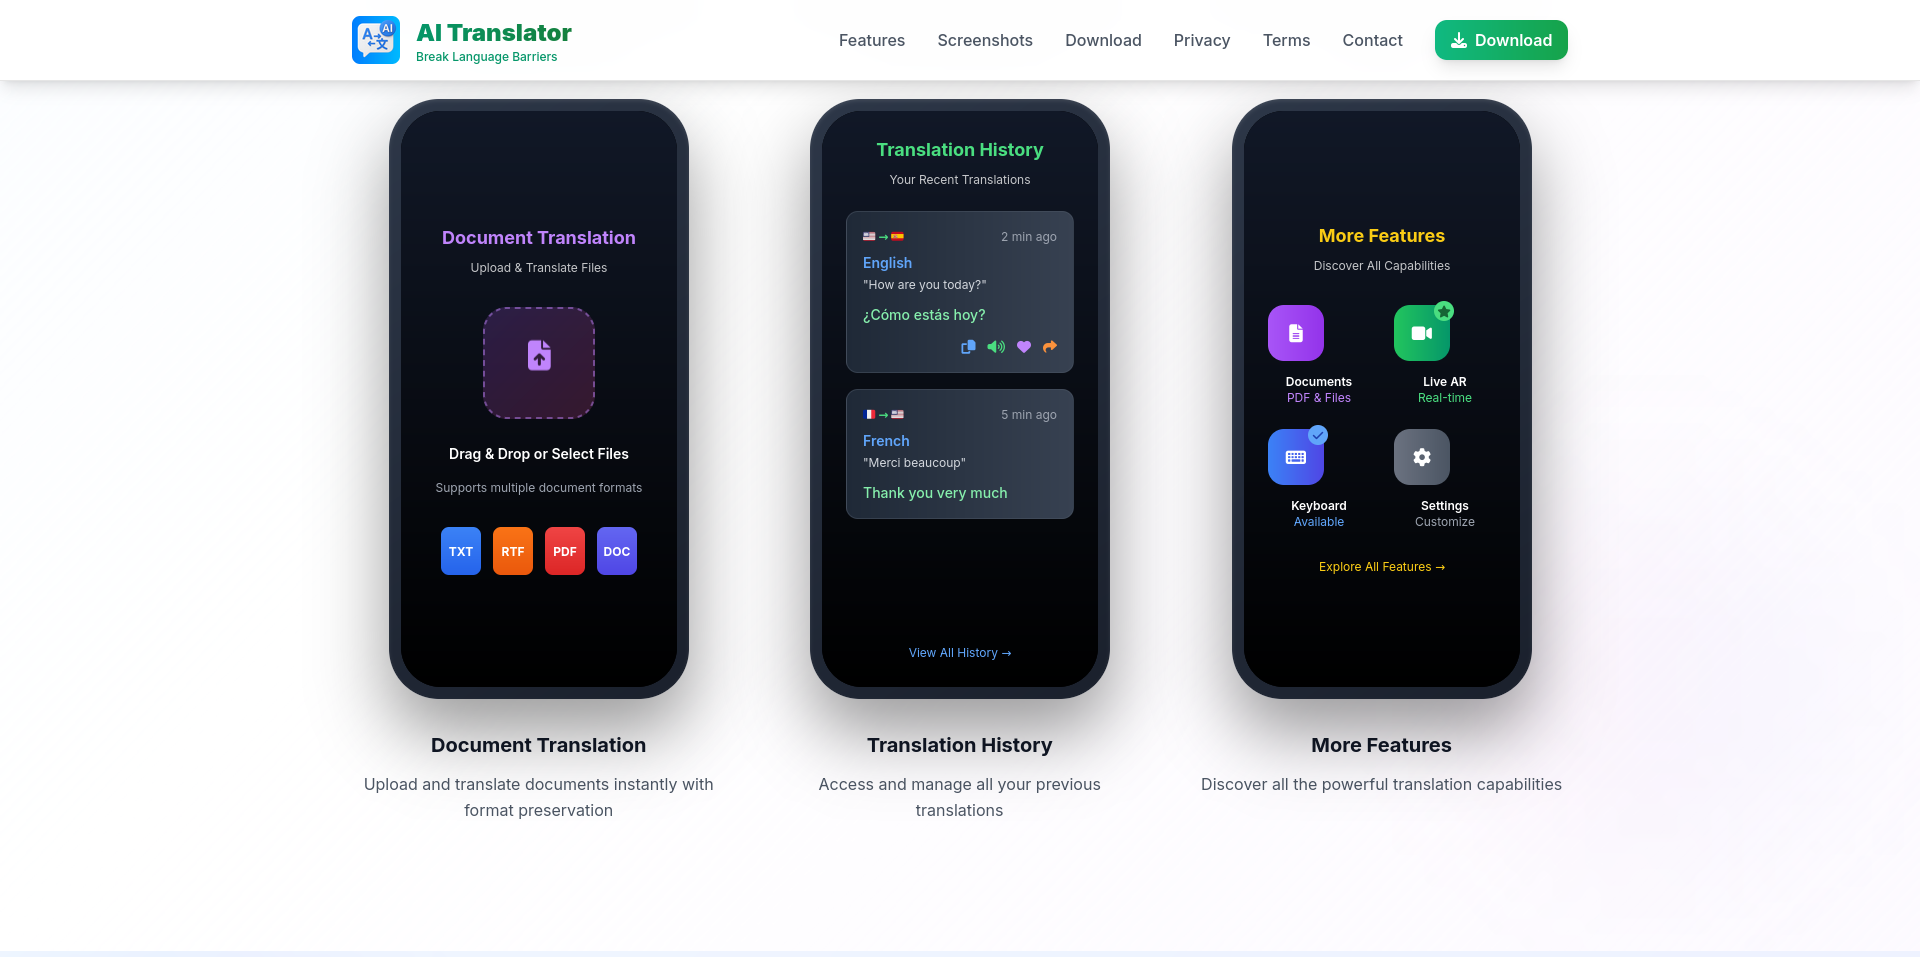 AI Translator
Break Language Barriers
Features
Screenshots
Download
Privacy
Terms
Contact
Download
Document Translation
Upload & Translate Files
Drag & Drop or Select Files
Supports multiple document formats
TXT
RTF
PDF
DOC
Translation History
Your Recent Translations
→
2 min ago
English
"How are you today?"
¿Cómo estás hoy?
→
5 min ago
French
"Merci beaucoup"
Thank you very much
View All History →
More Features
Discover All Capabilities
Documents
PDF & Files
Live AR
Real-time
Keyboard
Available
Settings
Customize
Explore All Features →
Document Translation
Upload and translate documents instantly with
format preservation
Translation History
Access and manage all your previous
translations
More Features
Discover all the powerful translation capabilities